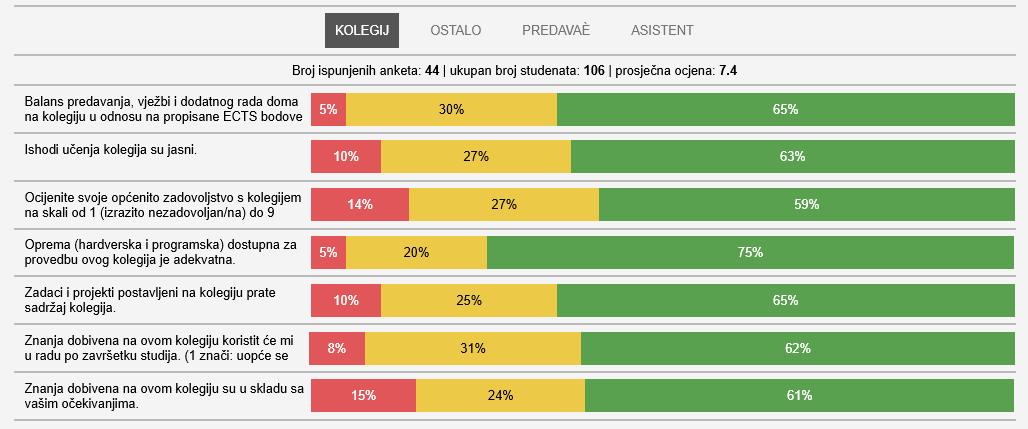 KOLEGIJ OSTALO PREDAVAÈ ASISTENT
Broj ispunjenih anketa: 44 | ukupan broj studenata: 106 | prosječna ocjena: 7.4
Balans predavanja, vježbi i dodatnog rada doma
na kolegiju u odnosu na propisane ECTS bodove
5% 30% 65%
Ishodi učenja kolegija su jasni.
10% 27% 63%
Ocijenite svoje općenito zadovoljstvo s kolegijem
na skali od 1 (izrazito nezadovoljan/na) do 9
14% 27% 59%
Oprema (hardverska i programska) dostupna za
provedbu ovog kolegija je adekvatna.
5% 20% 75%
Zadaci i projekti postavljeni na kolegiju prate
sadržaj kolegija.
10% 25% 65%
Znanja dobivena na ovom kolegiju koristit će mi
u radu po završetku studija. (1 znači: uopće se
8% 31% 62%
Znanja dobivena na ovom kolegiju su u skladu sa
vašim očekivanjima.
15% 24% 61%